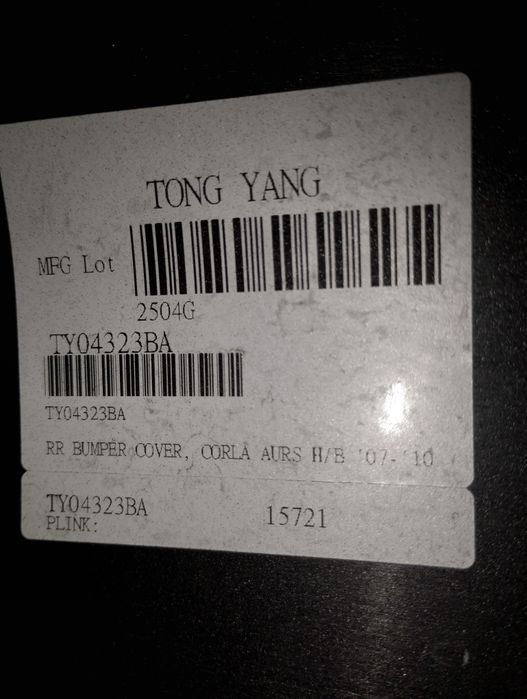 TONG YANG
MFG Lot
2504G
TY04323BA
TY04323BA
RR BUMPER COVER, CORLA AURS H/B '07-'10
TY04323BA
PLINK: 15721